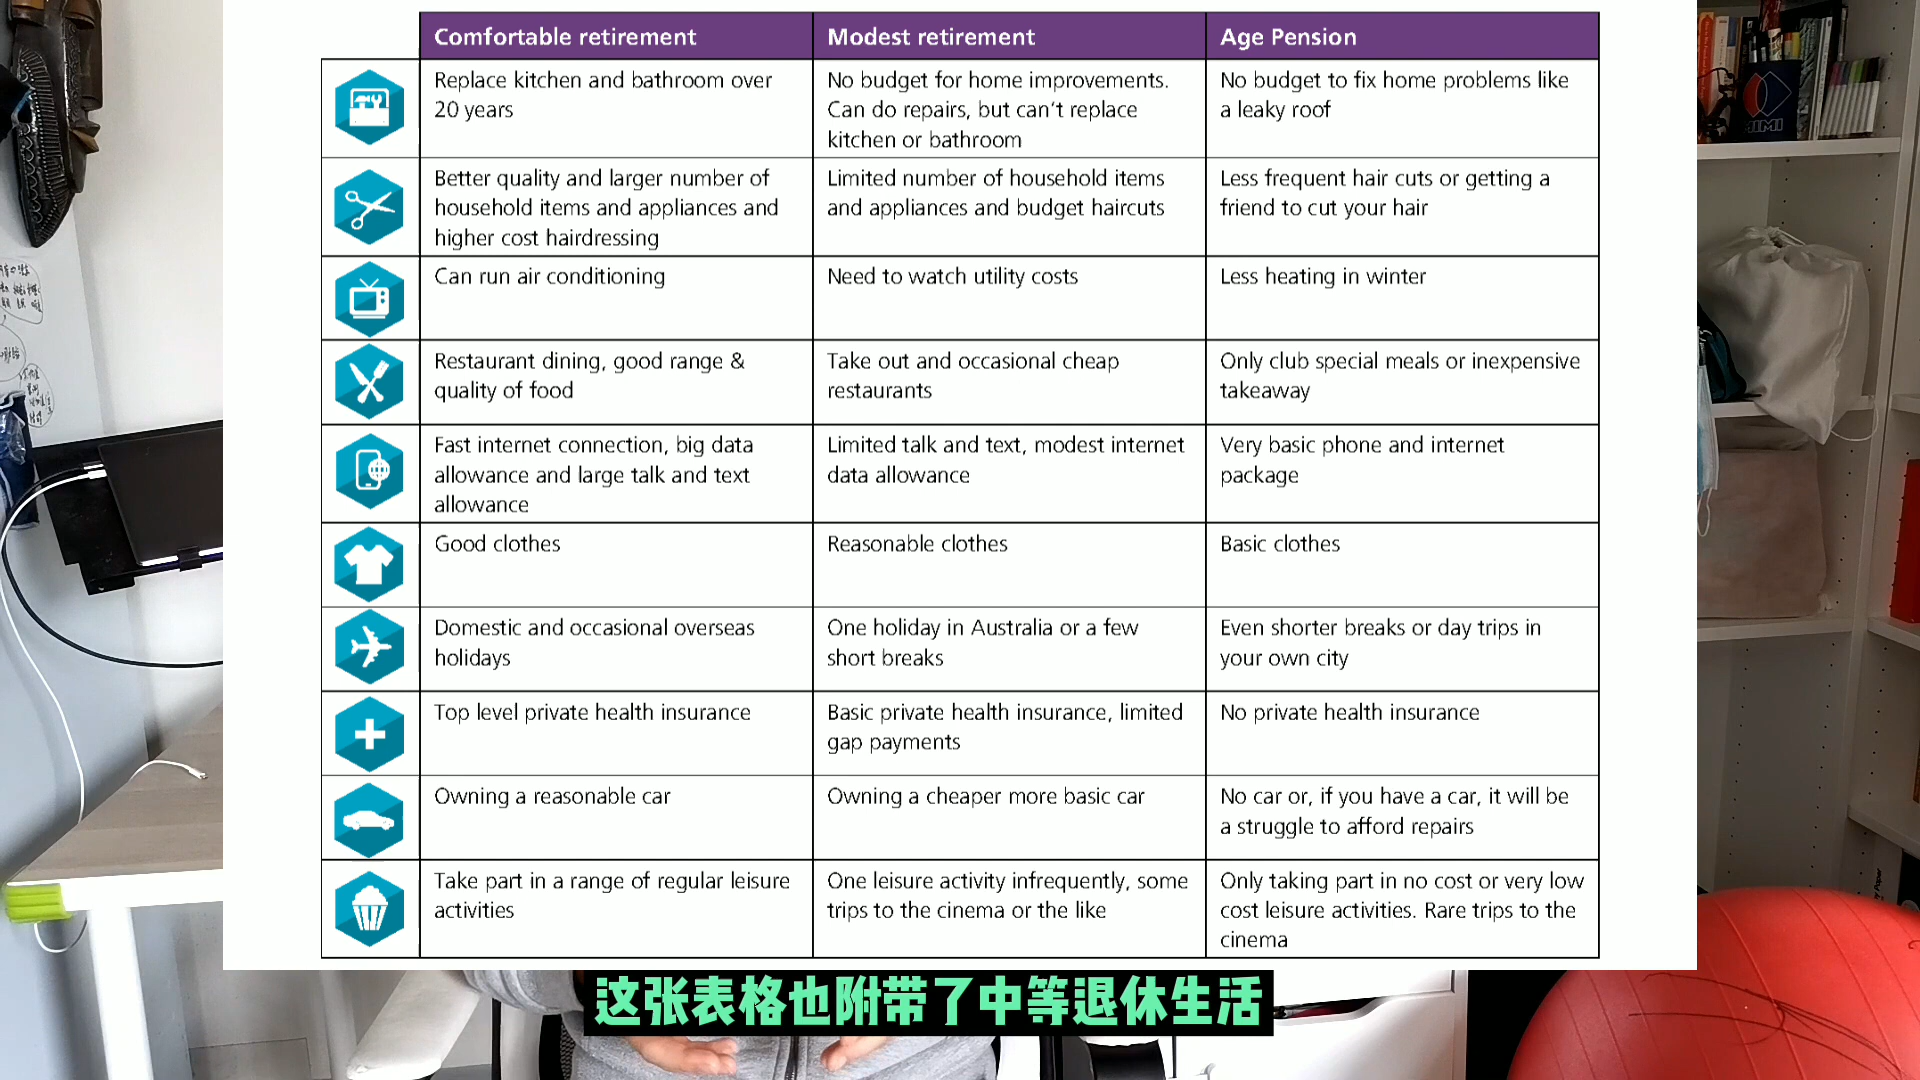 Comfortable retirement
Modest retirement
Age Pension
Replace kitchen and bathroom over
20 years
No budget for home improvements.
Can do repairs, but can't replace
kitchen or bathroom
No budget to fix home problems like
a leaky roof
Better quality and larger number of
household items and appliances and
higher cost hairdressing
Limited number of household items
and appliances and budget haircuts
Less frequent hair cuts or getting a
friend to cut your hair
Can run air conditioning
Need to watch utility costs
Less heating in winter
Restaurant dining, good range &
quality of food
Take out and occasional cheap
restaurants
Only club special meals or inexpensive
takeaway
Fast internet connection, big data
allowance and large talk and text
allowance
Limited talk and text, modest internet
data allowance
Very basic phone and internet
package
Good clothes
Reasonable clothes
Basic clothes
Domestic and occasional overseas
holidays
One holiday in Australia or a few
short breaks
Even shorter breaks or day trips in
your own city
Top level private health insurance
Basic private health insurance, limited
gap payments
No private health insurance
Owning a reasonable car
Owning a cheaper more basic car
No car or, if you have a car, it will be
a struggle to afford repairs
Take part in a range of regular leisure
activities
One leisure activity infrequently, some
trips to the cinema or the like
Only taking part in no cost or very low
cost leisure activities. Rare trips to the
cinema
这张表格也附带了中等退休生活